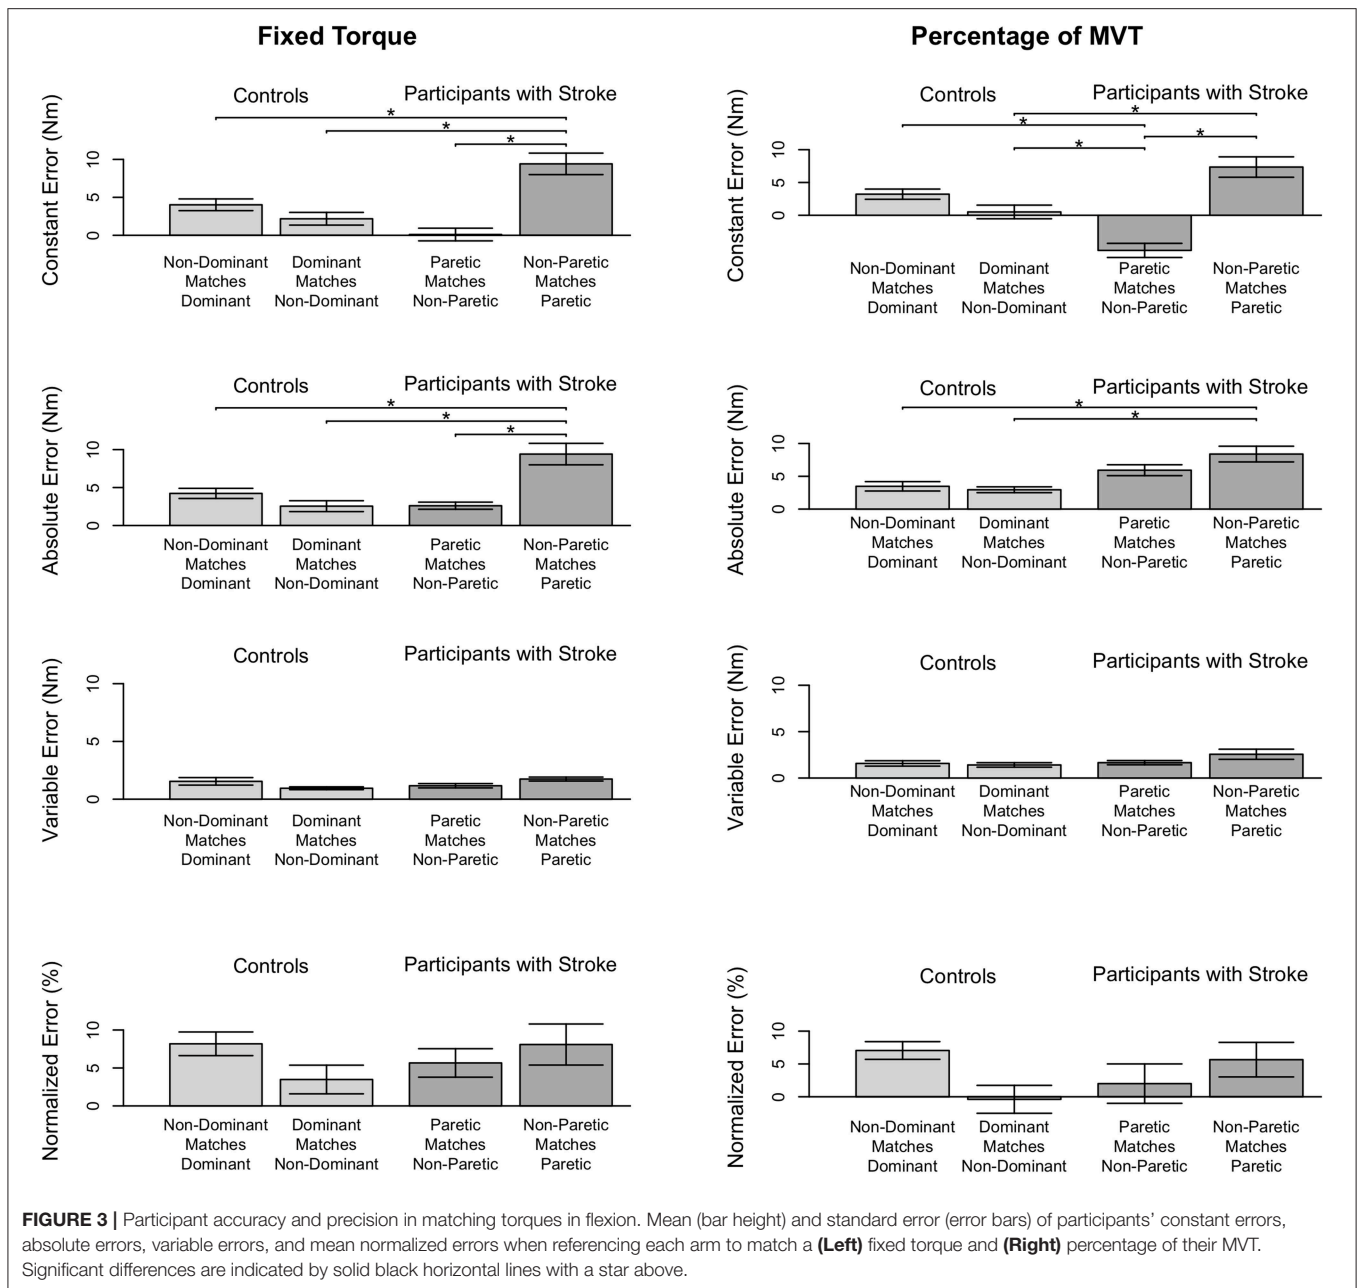 Fixed Torque
Percentage of MVT
Constant Error (Nm)
Controls
Participants with Stroke
*
*
*
10
5
0
Non-Dominant
Matches
Dominant
Dominant
Matches
Non-Dominant
Paretic
Matches
Non-Paretic
Non-Paretic
Matches
Paretic
Constant Error (Nm)
Controls
Participants with Stroke
*
*
*
*
10
5
0
Non-Dominant
Matches
Dominant
Dominant
Matches
Non-Dominant
Paretic
Matches
Non-Paretic
Non-Paretic
Matches
Paretic
Absolute Error (Nm)
Controls
Participants with Stroke
*
*
*
10
5
0
Non-Dominant
Matches
Dominant
Dominant
Matches
Non-Dominant
Paretic
Matches
Non-Paretic
Non-Paretic
Matches
Paretic
Absolute Error (Nm)
Controls
Participants with Stroke
*
*
10
5
0
Non-Dominant
Matches
Dominant
Dominant
Matches
Non-Dominant
Paretic
Matches
Non-Paretic
Non-Paretic
Matches
Paretic
Variable Error (Nm)
Controls
Participants with Stroke
10
5
0
Non-Dominant
Matches
Dominant
Dominant
Matches
Non-Dominant
Paretic
Matches
Non-Paretic
Non-Paretic
Matches
Paretic
Variable Error (Nm)
Controls
Participants with Stroke
10
5
0
Non-Dominant
Matches
Dominant
Dominant
Matches
Non-Dominant
Paretic
Matches
Non-Paretic
Non-Paretic
Matches
Paretic
Normalized Error (%)
Controls
Participants with Stroke
10
5
0
Non-Dominant
Matches
Dominant
Dominant
Matches
Non-Dominant
Paretic
Matches
Non-Paretic
Non-Paretic
Matches
Paretic
Normalized Error (%)
Controls
Participants with Stroke
10
5
0
Non-Dominant
Matches
Dominant
Dominant
Matches
Non-Dominant
Paretic
Matches
Non-Paretic
Non-Paretic
Matches
Paretic
FIGURE 3 | Participant accuracy and precision in matching torques in flexion. Mean (bar height) and standard error (error bars) of participants' constant errors,
absolute errors, variable errors, and mean normalized errors when referencing each arm to match a (Left) fixed torque and (Right) percentage of their MVT.
Significant differences are indicated by solid black horizontal lines with a star above.